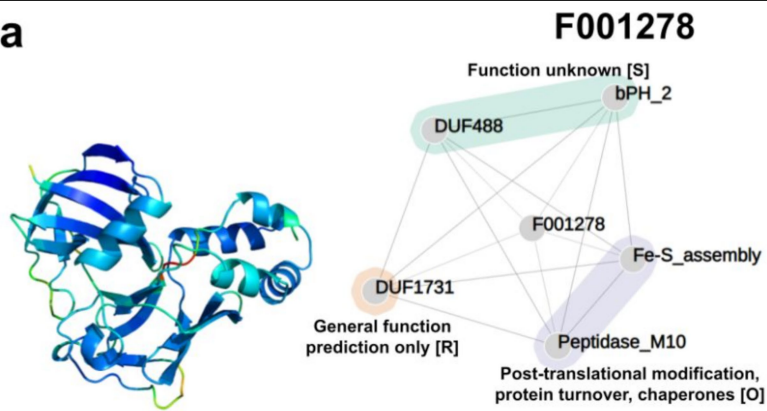 a
F001278
Function unknown [S]
bPH_2
DUF488
F001278
Fe-S_assembly
DUF1731
General function
prediction only [R]
Peptidase_M10
Post-translational modification,
protein turnover, chaperones [O]